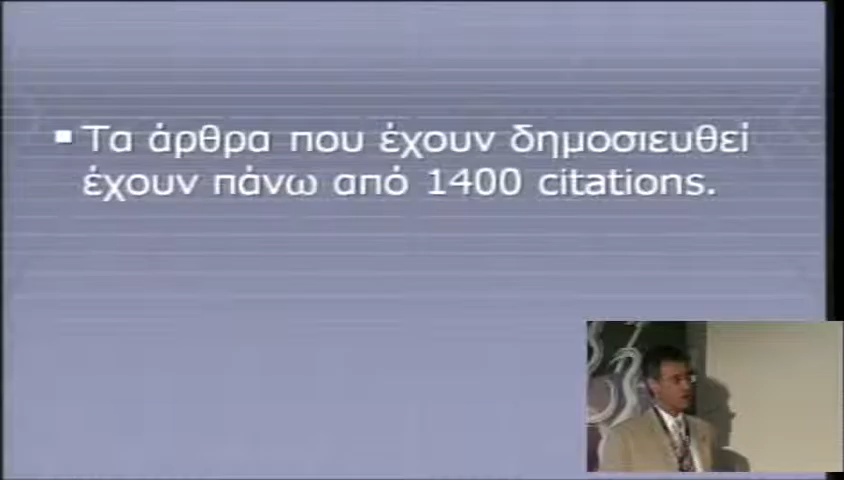 Τα άρθρα που έχουν δημοσιευθεί
έχουν πάνω από 1400 citations.